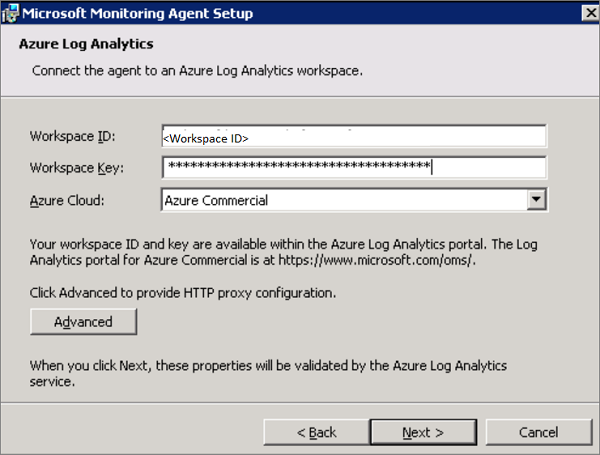 Microsoft Monitoring Agent Setup
Azure Log Analytics
Connect the agent to an Azure Log Analytics workspace.
Workspace ID:
<Workspace ID>
Workspace Key:
************************************
Azure Cloud:
Azure Commercial
Your workspace ID and key are available within the Azure Log Analytics portal. The Log
Analytics portal for Azure Commercial is at https://www.microsoft.com/oms/.
Click Advanced to provide HTTP proxy configuration.
Advanced
When you click Next, these properties will be validated by the Azure Log Analytics
service.
< Back
Next >
Cancel